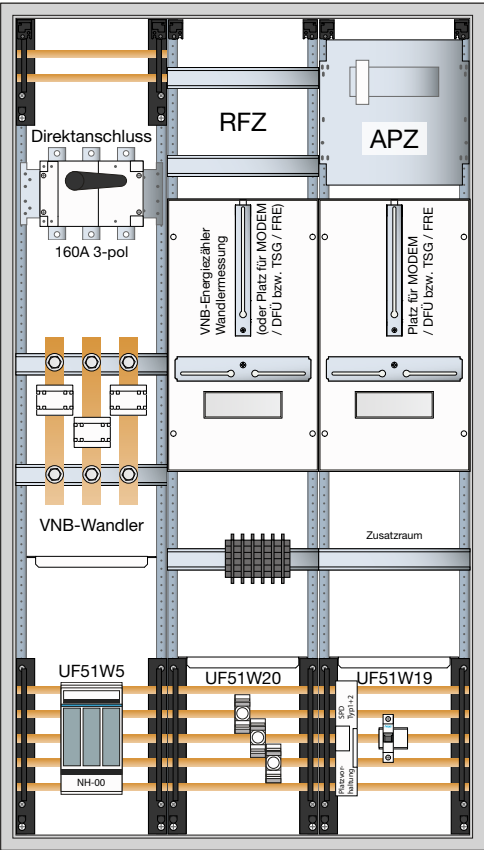 RFZ
APZ
Direktanschluss
160A 3-pol
VNB-Energiezähler
Wandlermessung
(oder Platz für MODEM
/ DFÜ bzw. TSG / FRE)
Platz für MODEM
/ DFÜ bzw. TSG / FRE
VNB-Wandler
Zusatzraum
UF51W5
UF51W20
UF51W19
SPD
Typ1+2
Platzvor-
haltung
NH-00